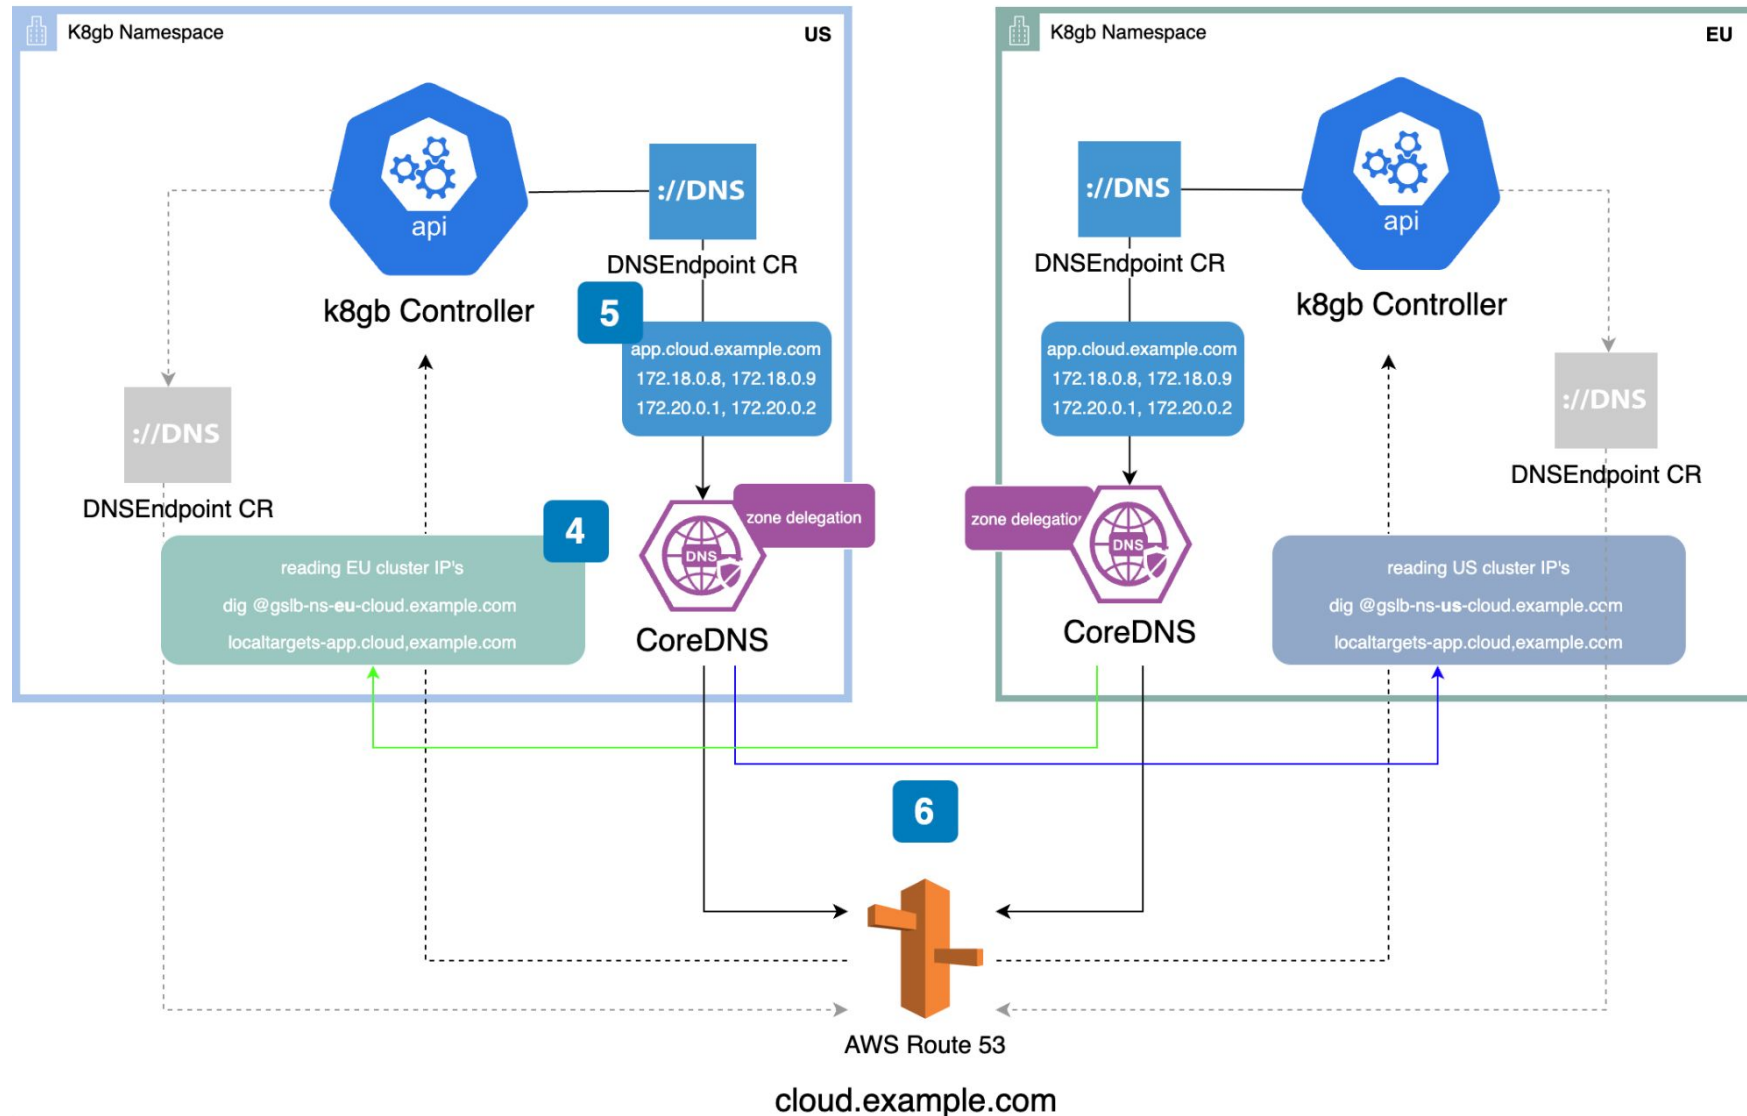 K8gb Namespace
US
api
://DNS
DNSEndpoint CR
k8gb Controller
5
app.cloud.example.com
172.18.0.8, 172.18.0.9
172.20.0.1, 172.20.0.2
://DNS
DNSEndpoint CR
4
reading EU cluster IP's
dig @gslb-ns-eu-cloud.example.com
localtargets-app.cloud,example.com
zone delegation
DNS
CoreDNS
K8gb Namespace
EU
://DNS
api
DNSEndpoint CR
k8gb Controller
app.cloud.example.com
172.18.0.8, 172.18.0.9
172.20.0.1, 172.20.0.2
://DNS
DNSEndpoint CR
zone delegation
DNS
CoreDNS
reading US cluster IP's
dig @gslb-ns-us-cloud.example.com
localtargets-app.cloud,example.com
6
AWS Route 53
cloud.example.com